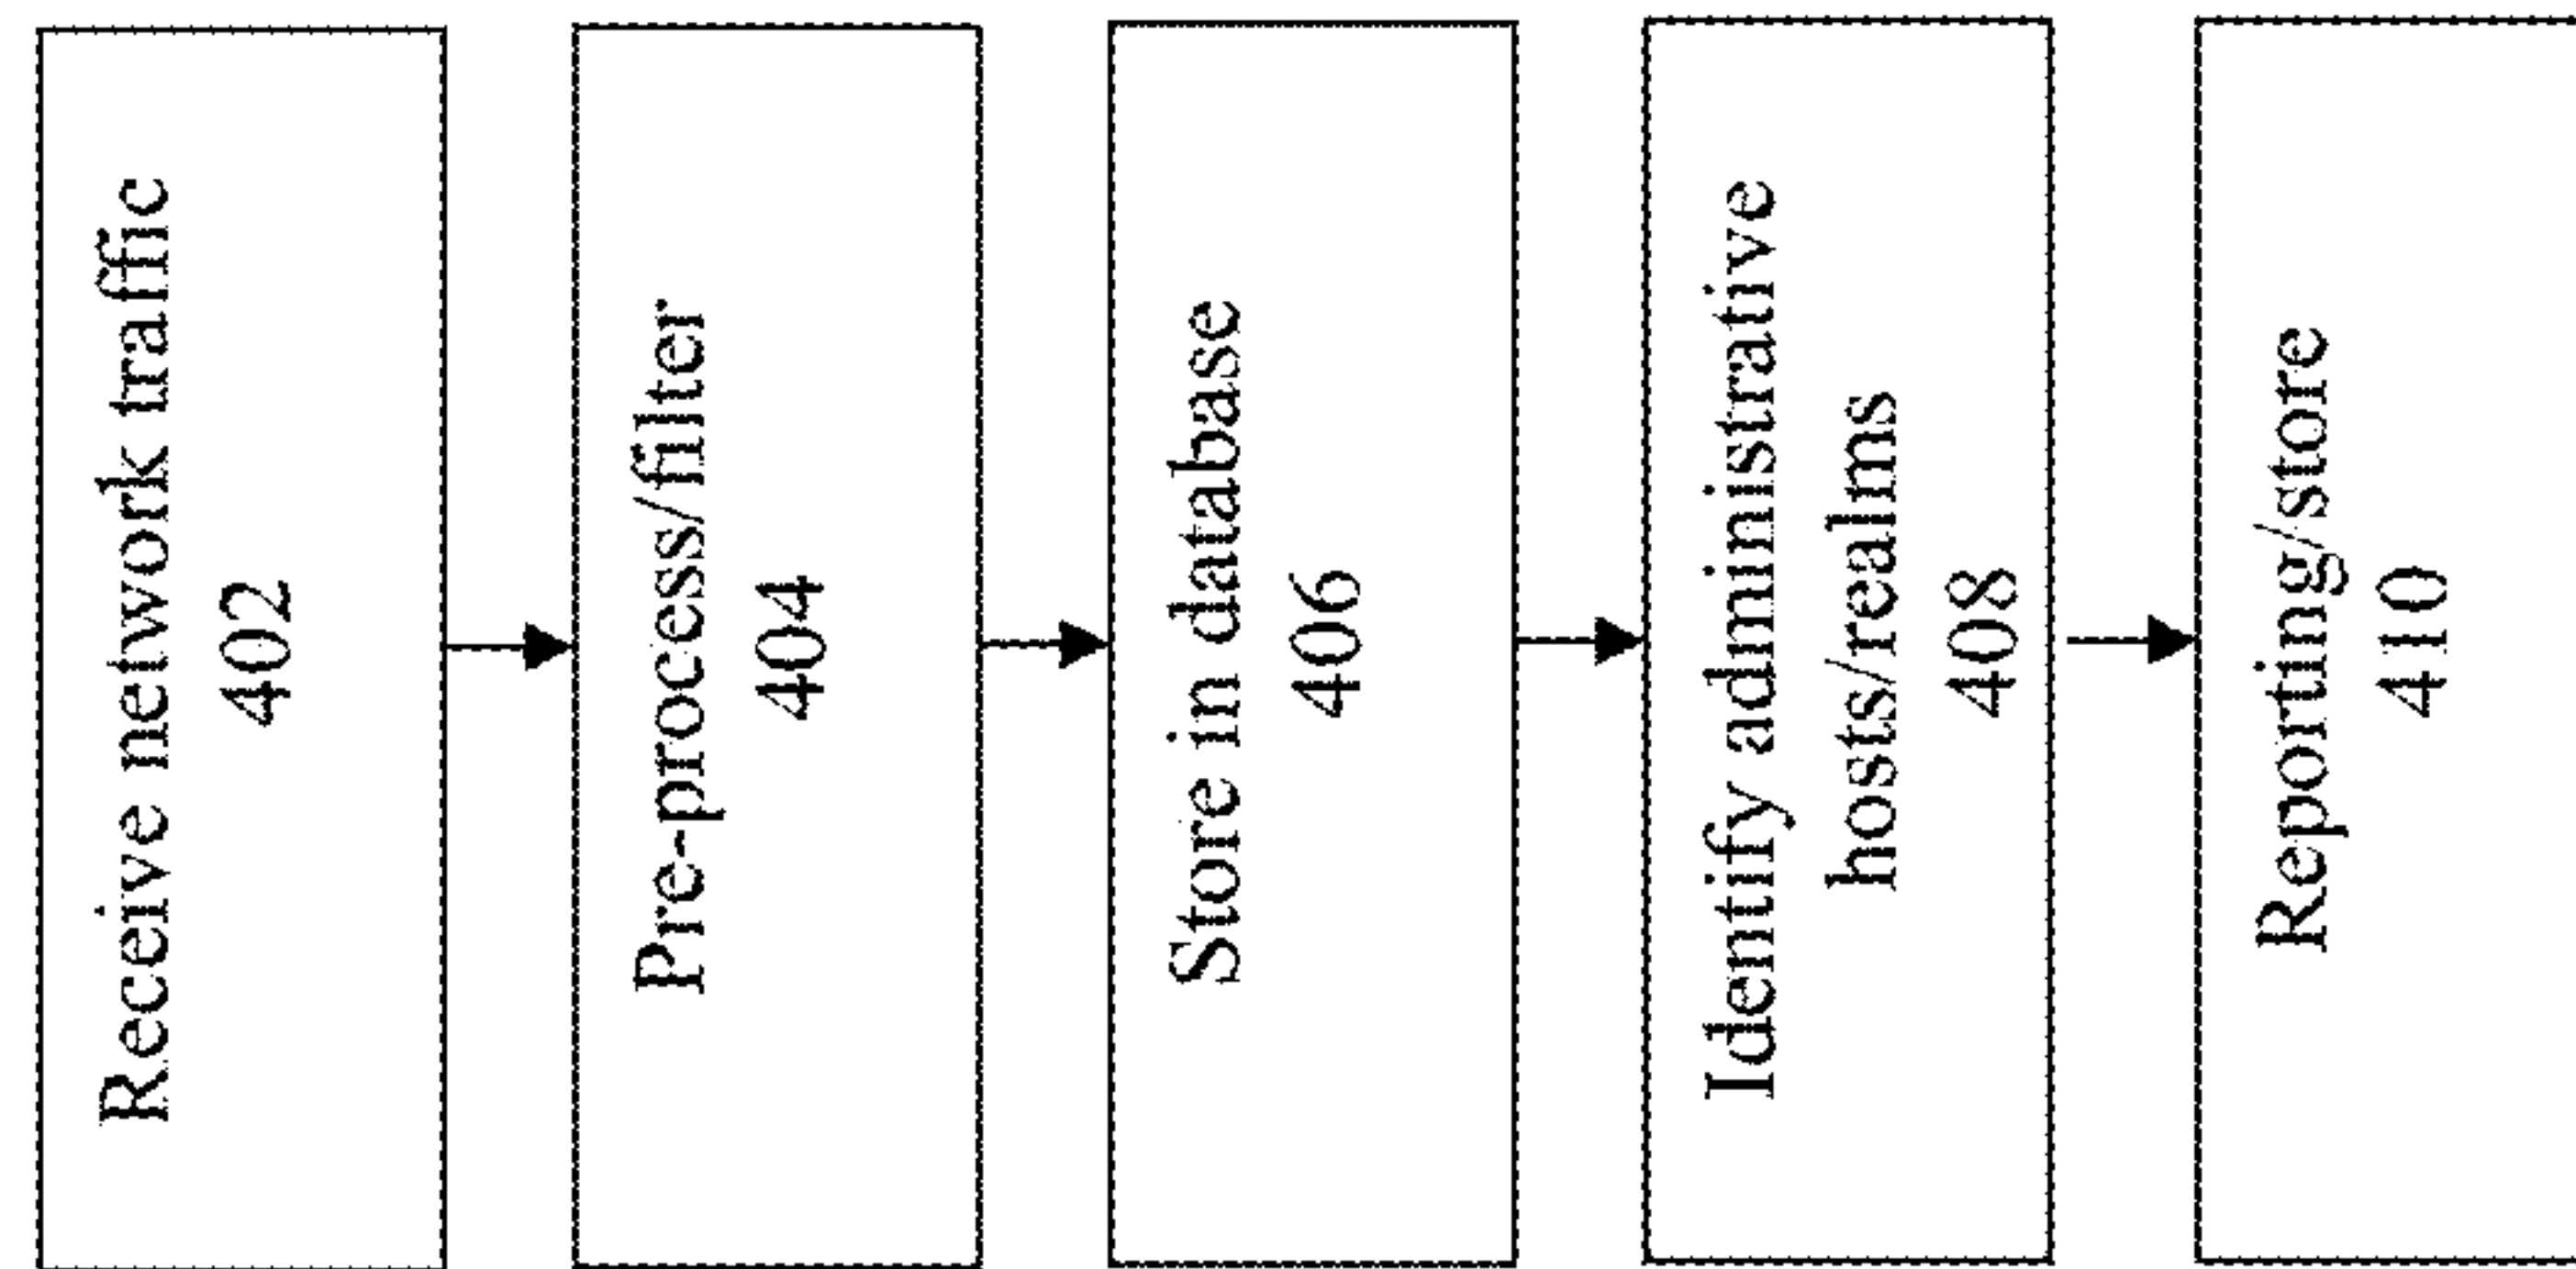 Receive network traffic
402
Pre-process/filter
404
Store in database
406
Identify administrative
hosts/realms
408
Reporting/store
410